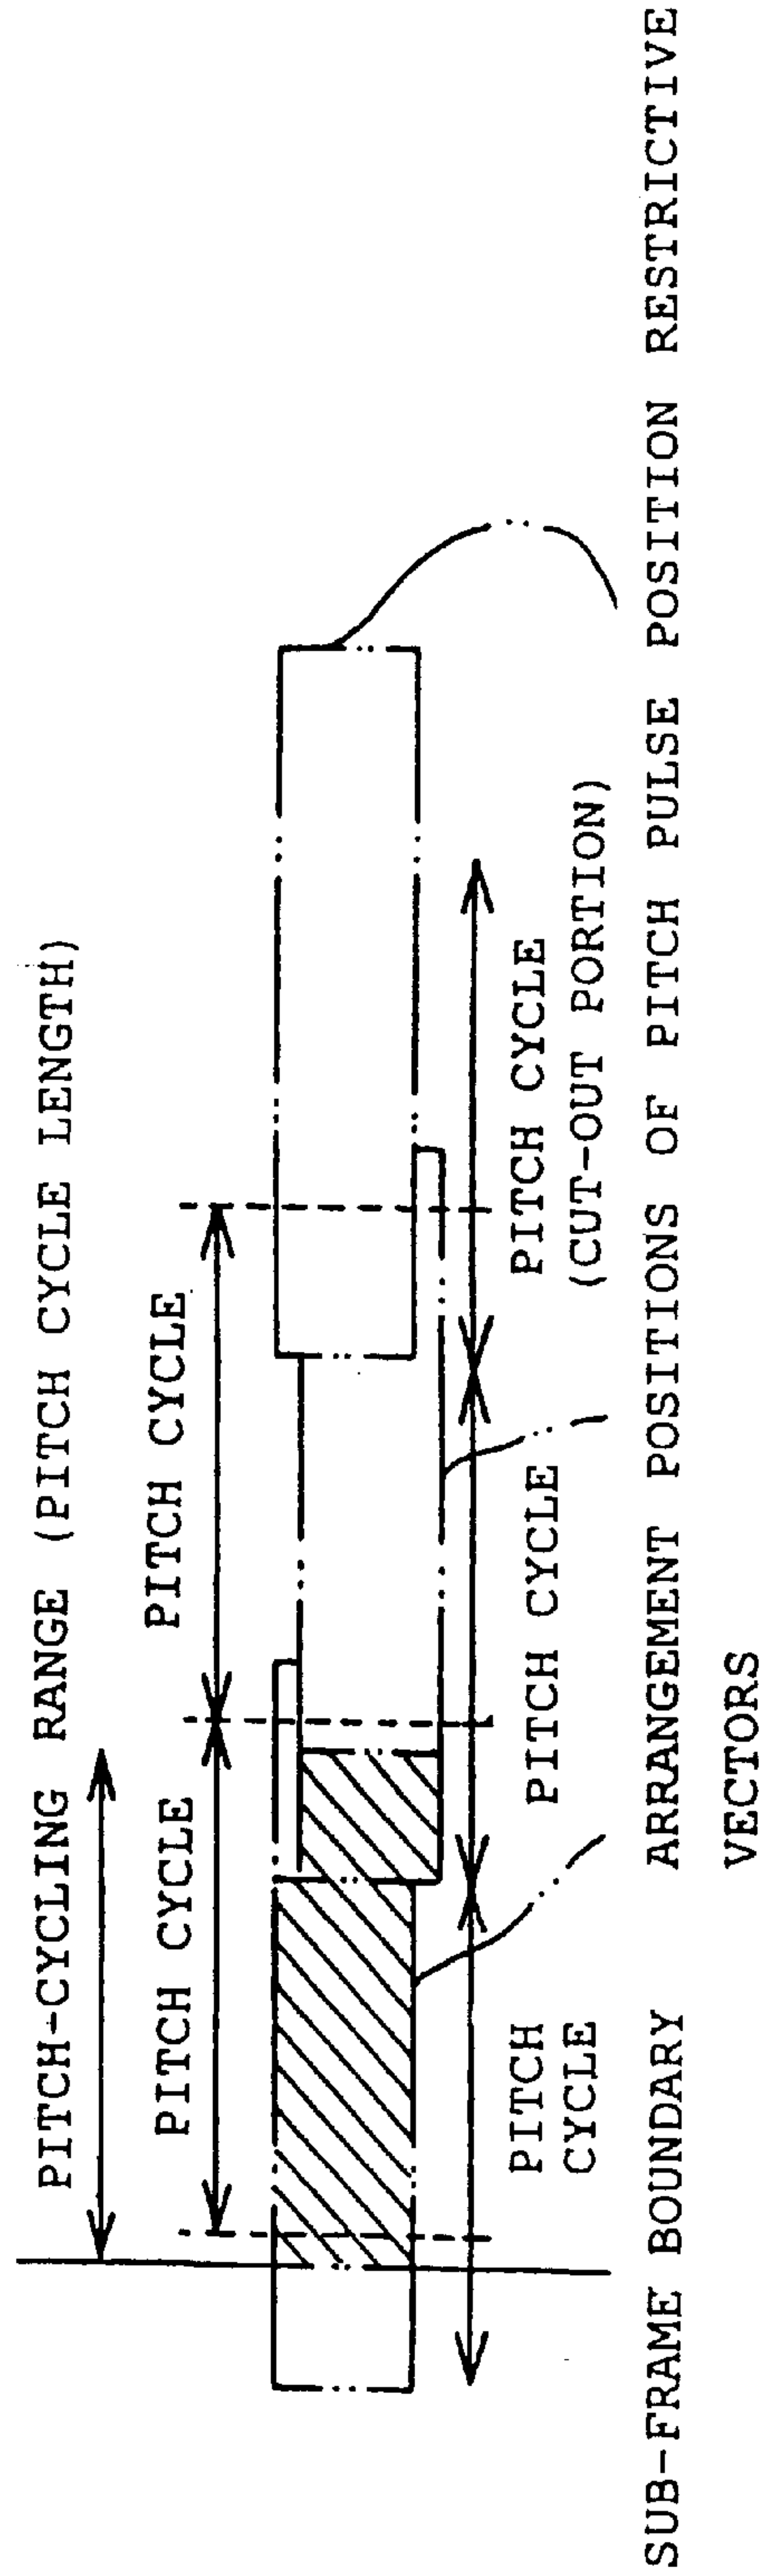 PITCH-CYCLING RANGE (PITCH CYCLE LENGTH)
PITCH CYCLE
PITCH CYCLE
PITCH
CYCLE
PITCH CYCLE
PITCH CYCLE
(CUT-OUT PORTION)
SUB-FRAME BOUNDARY
ARRANGEMENT POSITIONS OF PITCH PULSE POSITION RESTRICTIVE
VECTORS